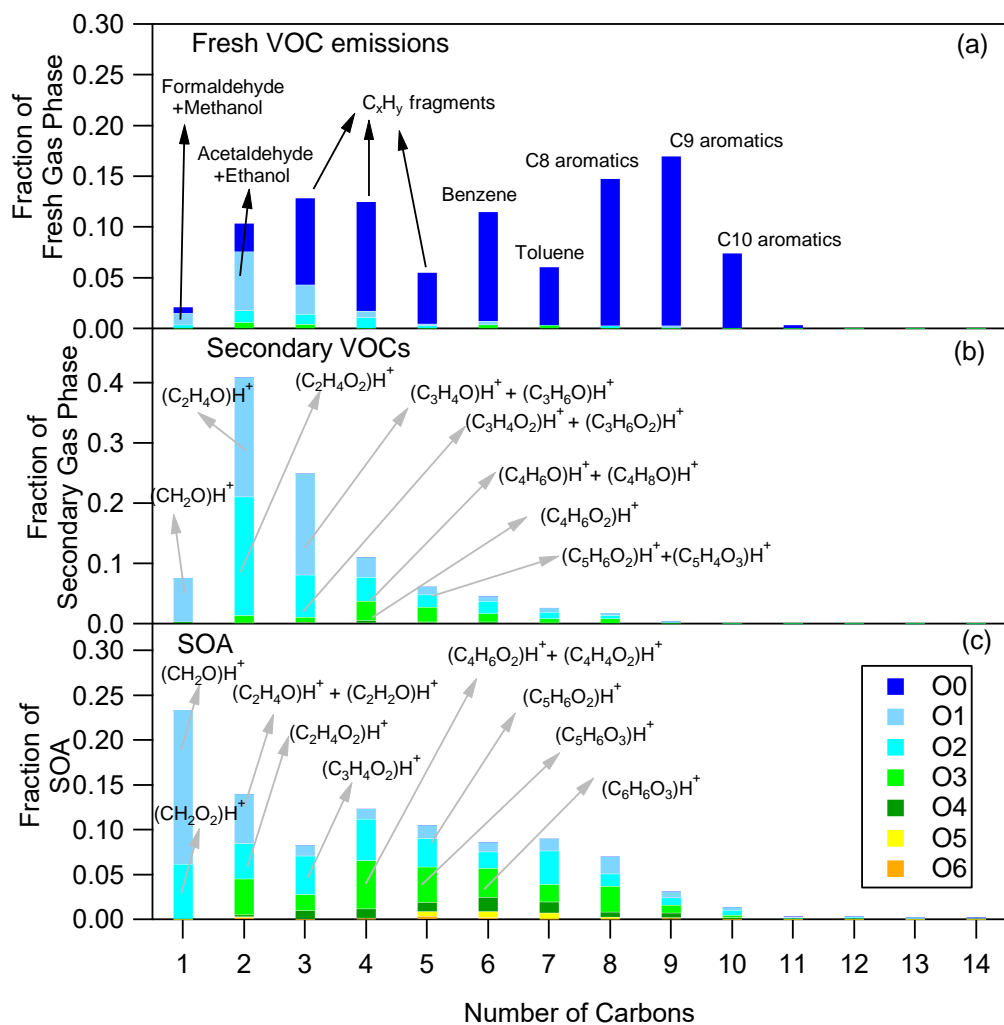 Fraction of
Fresh Gas Phase
0.30
0.25
0.20
0.15
0.10
0.05
0.00
Fresh VOC emissions
(a)
Formaldehyde
+Methanol
Acetaldehyde
+Ethanol
CxHy fragments
Benzene
Toluene
C8 aromatics
C9 aromatics
C10 aromatics
Fraction of
Secondary Gas Phase
0.4
0.3
0.2
0.1
0.0
Secondary VOCs
(b)
(CH2O)H+
(C2H4O)H+
(C2H4O2)H+
(C3H4O)H+ + (C3H6O)H+
(C3H4O2)H+ + (C3H6O2)H+
(C4H6O)H+ + (C4H8O)H+
(C4H6O2)H+
(C5H6O2)H+ +(C5H4O3)H+
Fraction of
SOA
0.30
0.25
0.20
0.15
0.10
0.05
0.00
SOA
(c)
(CH2O)H+
(CH2O2)H+
(C2H4O)H+ + (C2H2O)H+
(C2H4O2)H+
(C3H4O2)H+
(C4H6O2)H+ + (C4H4O2)H+
(C5H6O2)H+
(C5H6O3)H+
(C6H6O3)H+
O0
O1
O2
O3
O4
O5
O6
1 2 3 4 5 6 7 8 9 10 11 12 13 14
Number of Carbons